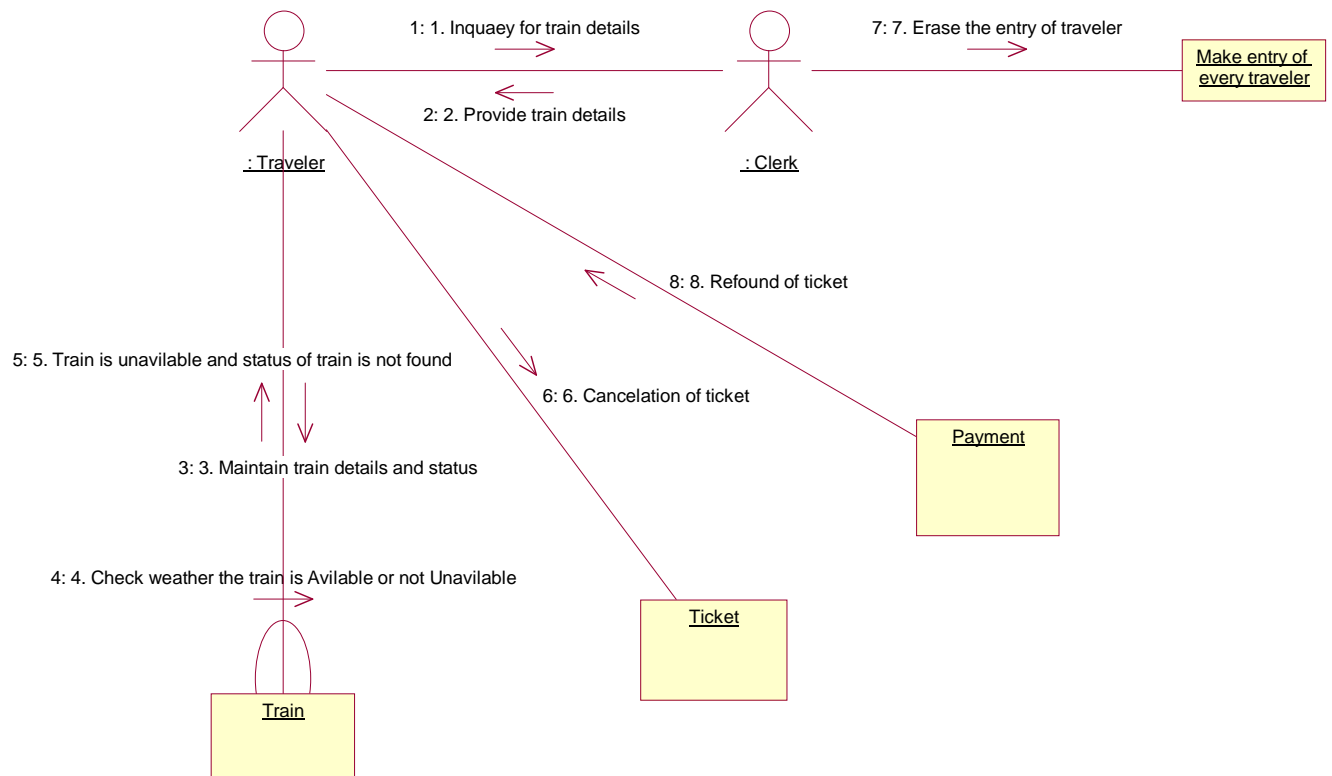 1: 1. Inquaey for train details
7: 7. Erase the entry of traveler
Make entry of
every traveler
2: 2. Provide train details
: Traveler
: Clerk
8: 8. Refound of ticket
5: 5. Train is unavilable and status of train is not found
6: 6. Cancelation of ticket
Payment
3: 3. Maintain train details and status
4: 4. Check weather the train is Avilable or not Unavilable
Ticket
Train